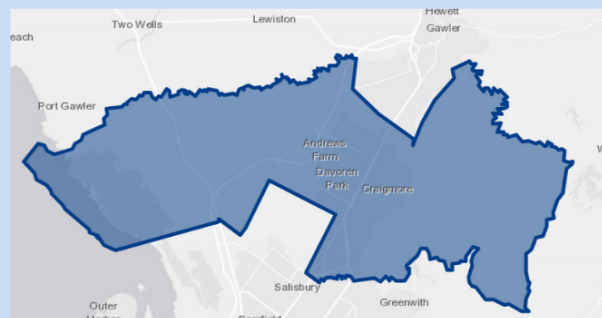 Hewett
Lewiston
Two Wells
Gawler
each
Port Gawler
Andrews
Farm
Davoren
Park
Craigmore
W
Salisbury
Greenwith
Outer